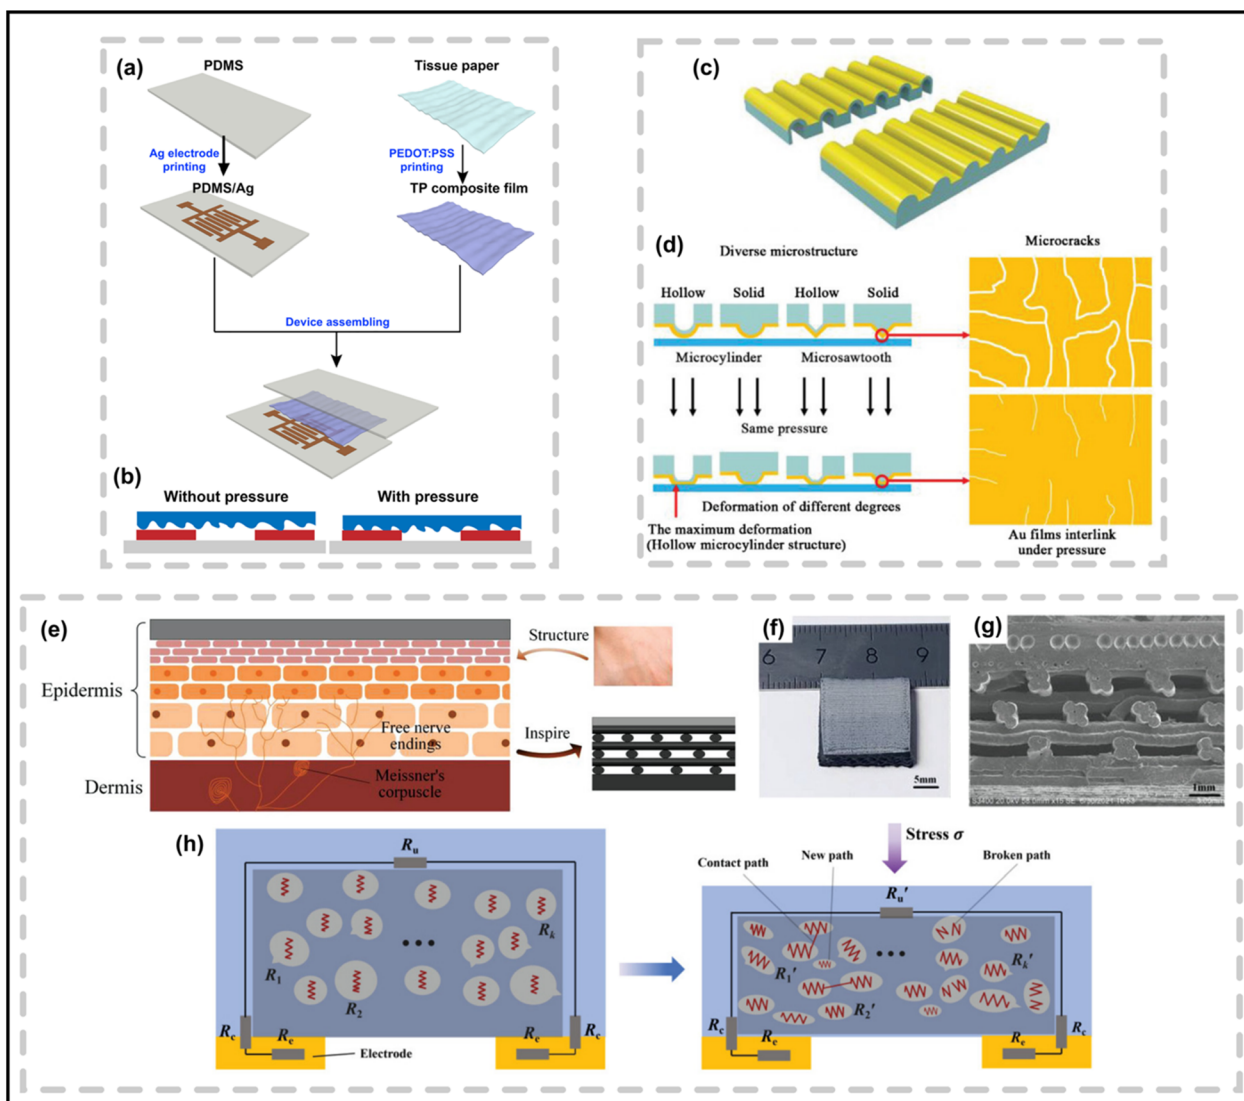 (a)
PDMS
Tissue paper
Ag electrode
printing
PEDOT:PSS
printing
PDMS/Ag
TP composite film
Device assembling
(b)
Without pressure
With pressure
(c)
(d)
Diverse microstructure
Microcracks
Hollow
Solid
Hollow
Solid
Microcylinder
Microsawtooth
Same pressure
Deformation of different degrees
The maximum deformation
(Hollow microcylinder structure)
Au films interlink
under pressure
(e)
Epidermis
Dermis
Free nerve
endings
Meissner's
corpuscle
Structure
Inspire
(f)
6 7 8 9
5mm
(g)
1mm
(h)
Ru
R1
R2
Rk
Rc
Re
Electrode
Re
Rc
Stress σ
Contact path
New path
Broken path
Ru′
R1′
R2′
Rk′
Rc
Re
Re
Rc